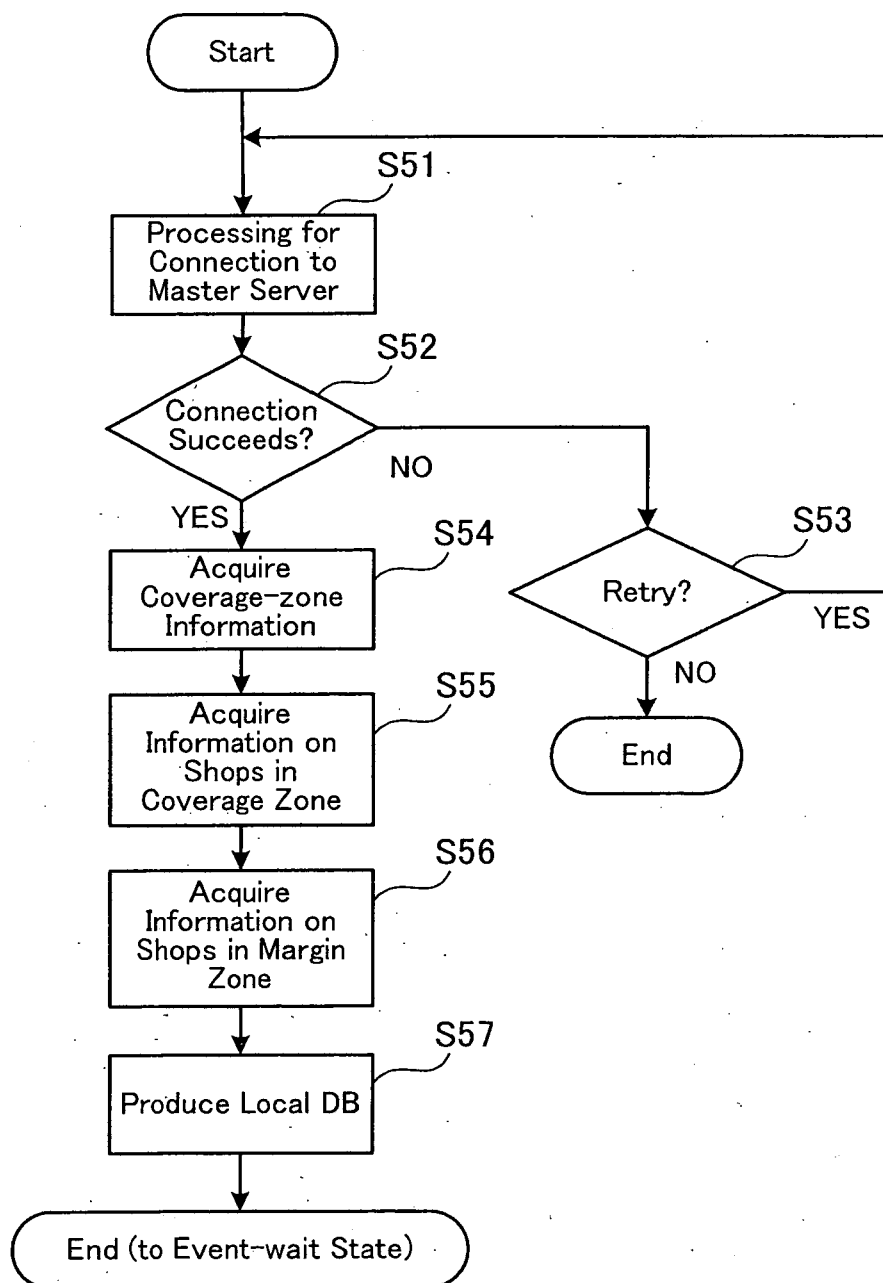 Start
S51
Processing for
Connection to
Master Server
S52
Connection
Succeeds?
NO
YES
S53
Retry?
YES
NO
End
S54
Acquire
Coverage-zone
Information
S55
Acquire
Information on
Shops in
Coverage Zone
S56
Acquire
Information on
Shops in Margin
Zone
S57
Produce Local DB
End (to Event-wait State)